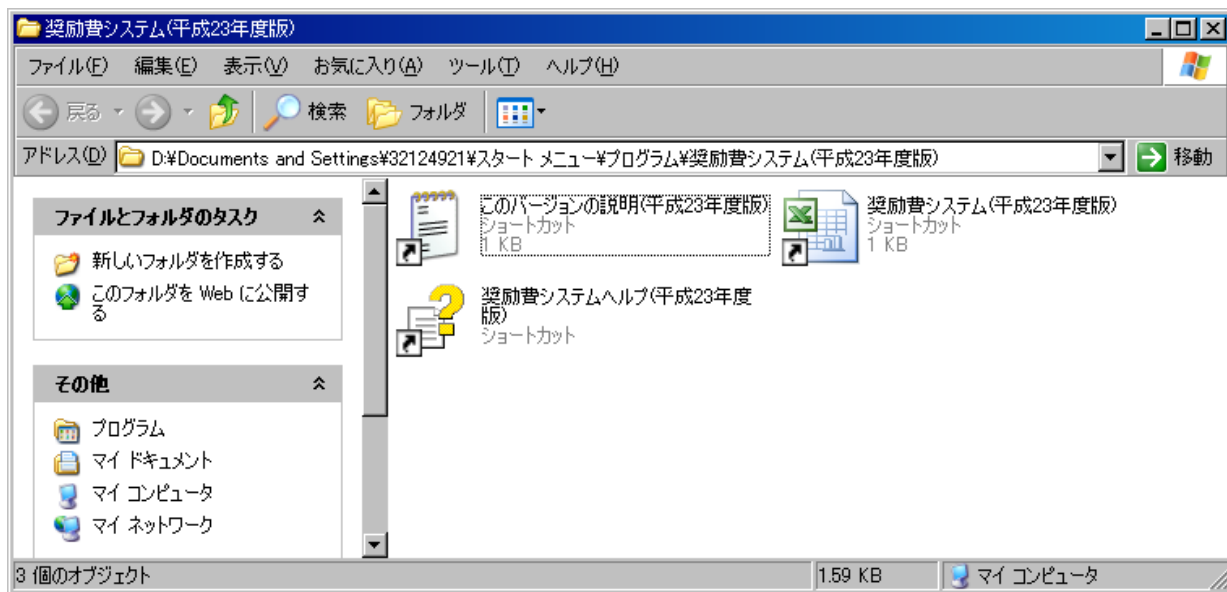 奨励費システム(平成23年度版)
ファイル(F) 編集(E) 表示(V) お気に入り(A) ツール(T) ヘルプ(H)
戻る 検索 フォルダ
アドレス(D) D:¥Documents and Settings¥32124921¥スタート メニュー¥プログラム¥奨励費システム(平成23年度版) 移動
ファイルとフォルダのタスク
新しいフォルダを作成する
このフォルダを Web に公開す
る
その他
プログラム
マイ ドキュメント
マイ コンピュータ
マイ ネットワーク
このバージョンの説明(平成23年度版)
ショートカット
1 KB
奨励費システム(平成23年度版)
ショートカット
1 KB
奨励費システムヘルプ(平成23年度
版)
ショートカット
3 個のオブジェクト 1.59 KB マイ コンピュータ